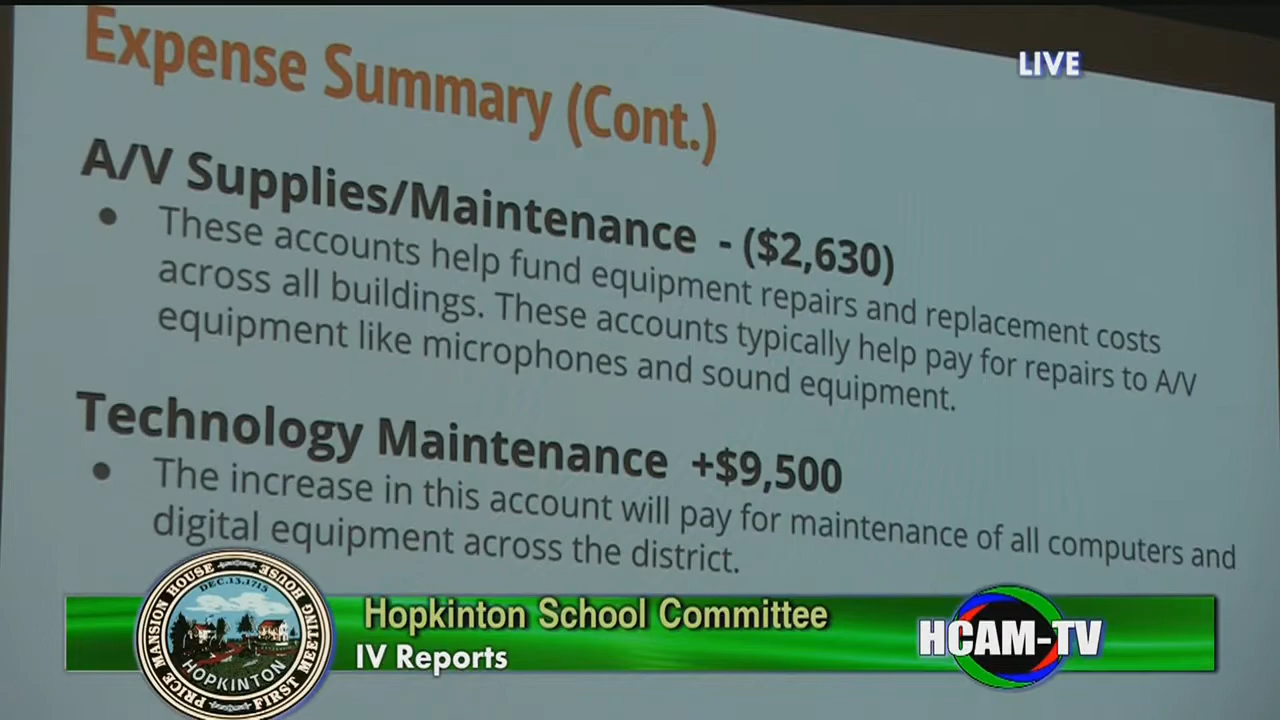 Expense Summary (Cont.)
LIVE
A/V Supplies/Maintenance - ($2,630)
● These accounts help fund equipment repairs and replacement costs
across all buildings. These accounts typically help pay for repairs to A/V
equipment like microphones and sound equipment.
Technology Maintenance +$9,500
● The increase in this account will pay for maintenance of all computers and
digital equipment across the district.
Hopkinton School Committee
IV Reports
PRICE MANSION HOUSE
FIRST MEETING HOUSE
DEC.13.1715
HOPKINTON
HCAM-TV